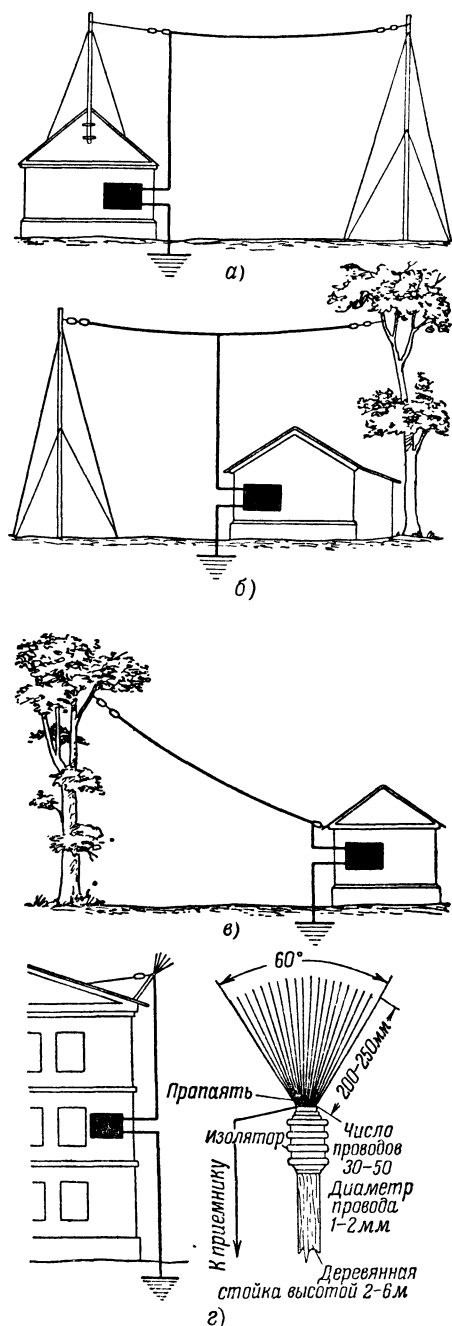 а)
б)
в)
60°
200-250мм
Пропаять
Изолятор
Число
проводов
30-50
К приемнику
Диаметр
провода
1-2мм
Деревянная
стойка высотой 2-6м
г)